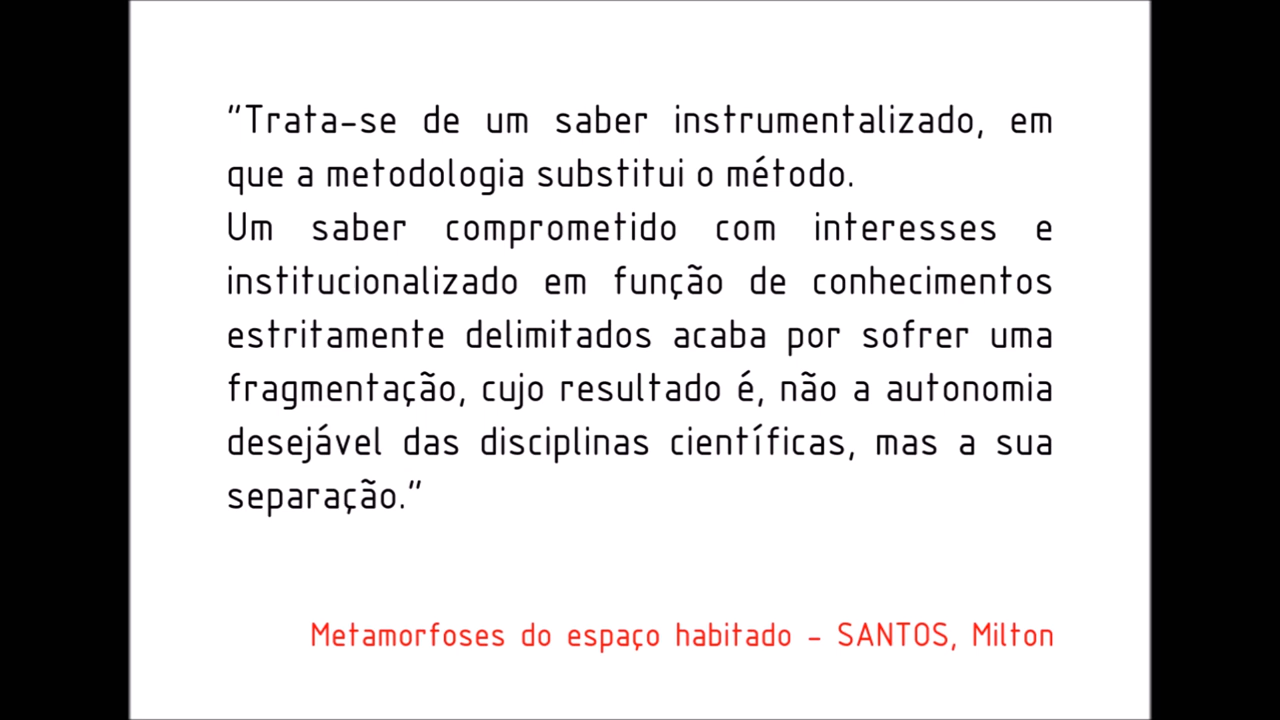 “Trata-se de um saber instrumentalizado, em
que a metodologia substitui o método.
Um saber comprometido com interesses e
institucionalizado em função de conhecimentos
estritamente delimitados acaba por sofrer uma
fragmentação, cujo resultado é, não a autonomia
desejável das disciplinas científicas, mas a sua
separação.”
Metamorfoses do espaço habitado - SANTOS, Milton